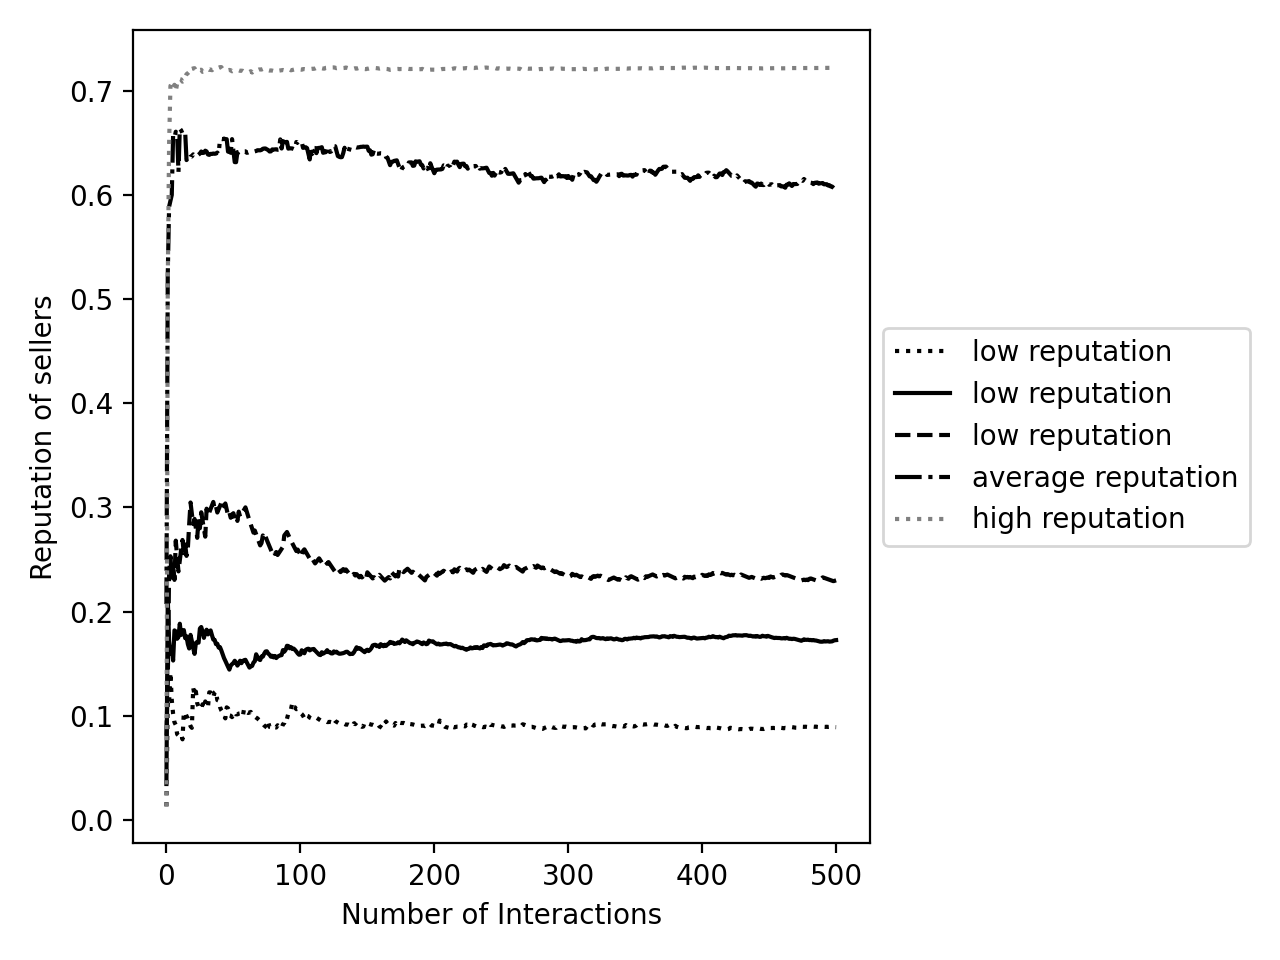 0.7
0.6
0.5
0.4
0.3
0.2
0.1
0.0
Reputation of sellers
0 100 200 300 400 500
Number of Interactions
low reputation
low reputation
low reputation
average reputation
high reputation